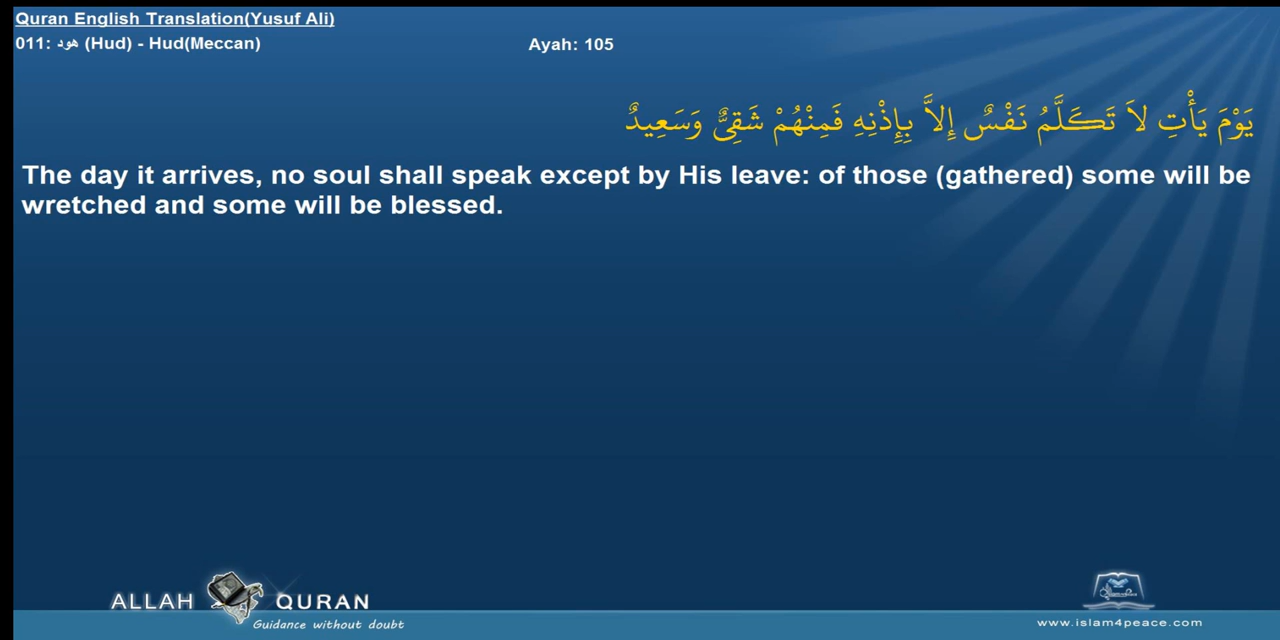 Quran English Translation(Yusuf Ali)
011: هود (Hud) - Hud(Meccan)
Ayah: 105
يَوْمَ يَأْتِ لاَ تَكَلَّمُ نَفْسٌ إِلاَّ بِإِذْنِهِ فَمِنْهُمْ شَقِيٌّ وَسَعِيدٌ
The day it arrives, no soul shall speak except by His leave: of those (gathered) some will be
wretched and some will be blessed.
ALLAH QURAN
Guidance without doubt
www.islam4peace.com